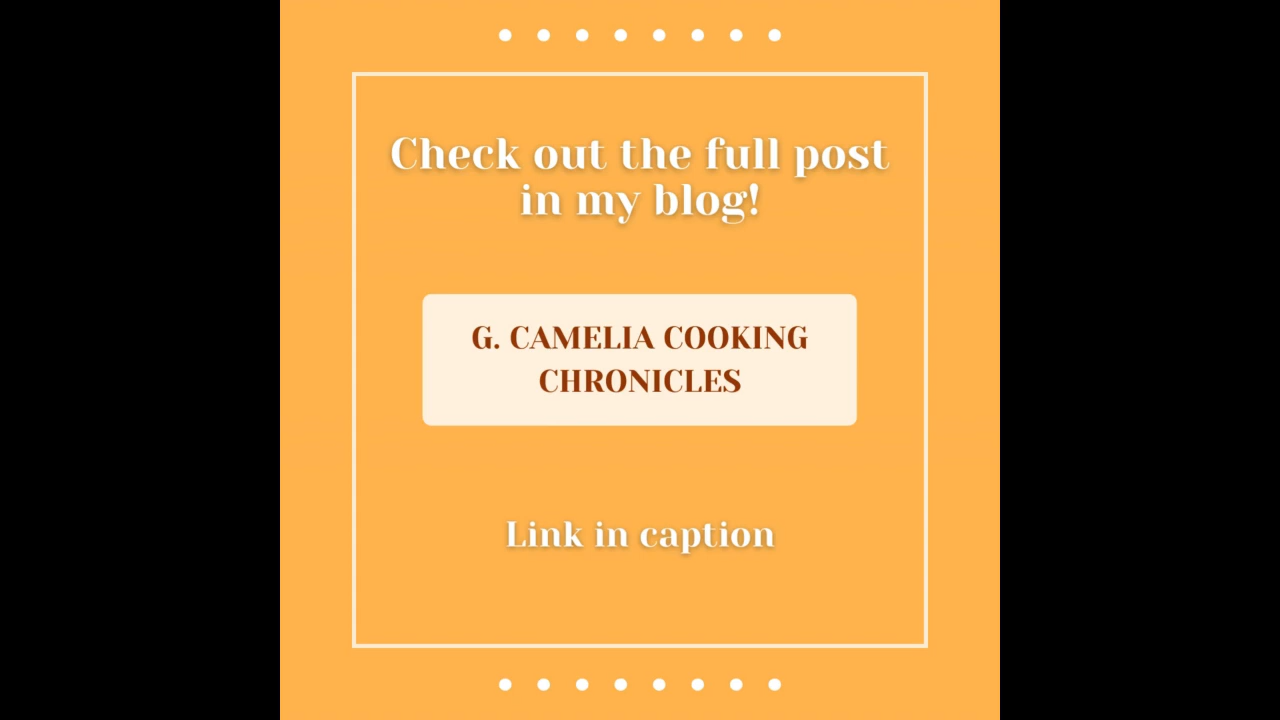 Check out the full post
in my blog!
G. CAMELIA COOKING
CHRONICLES
Link in caption